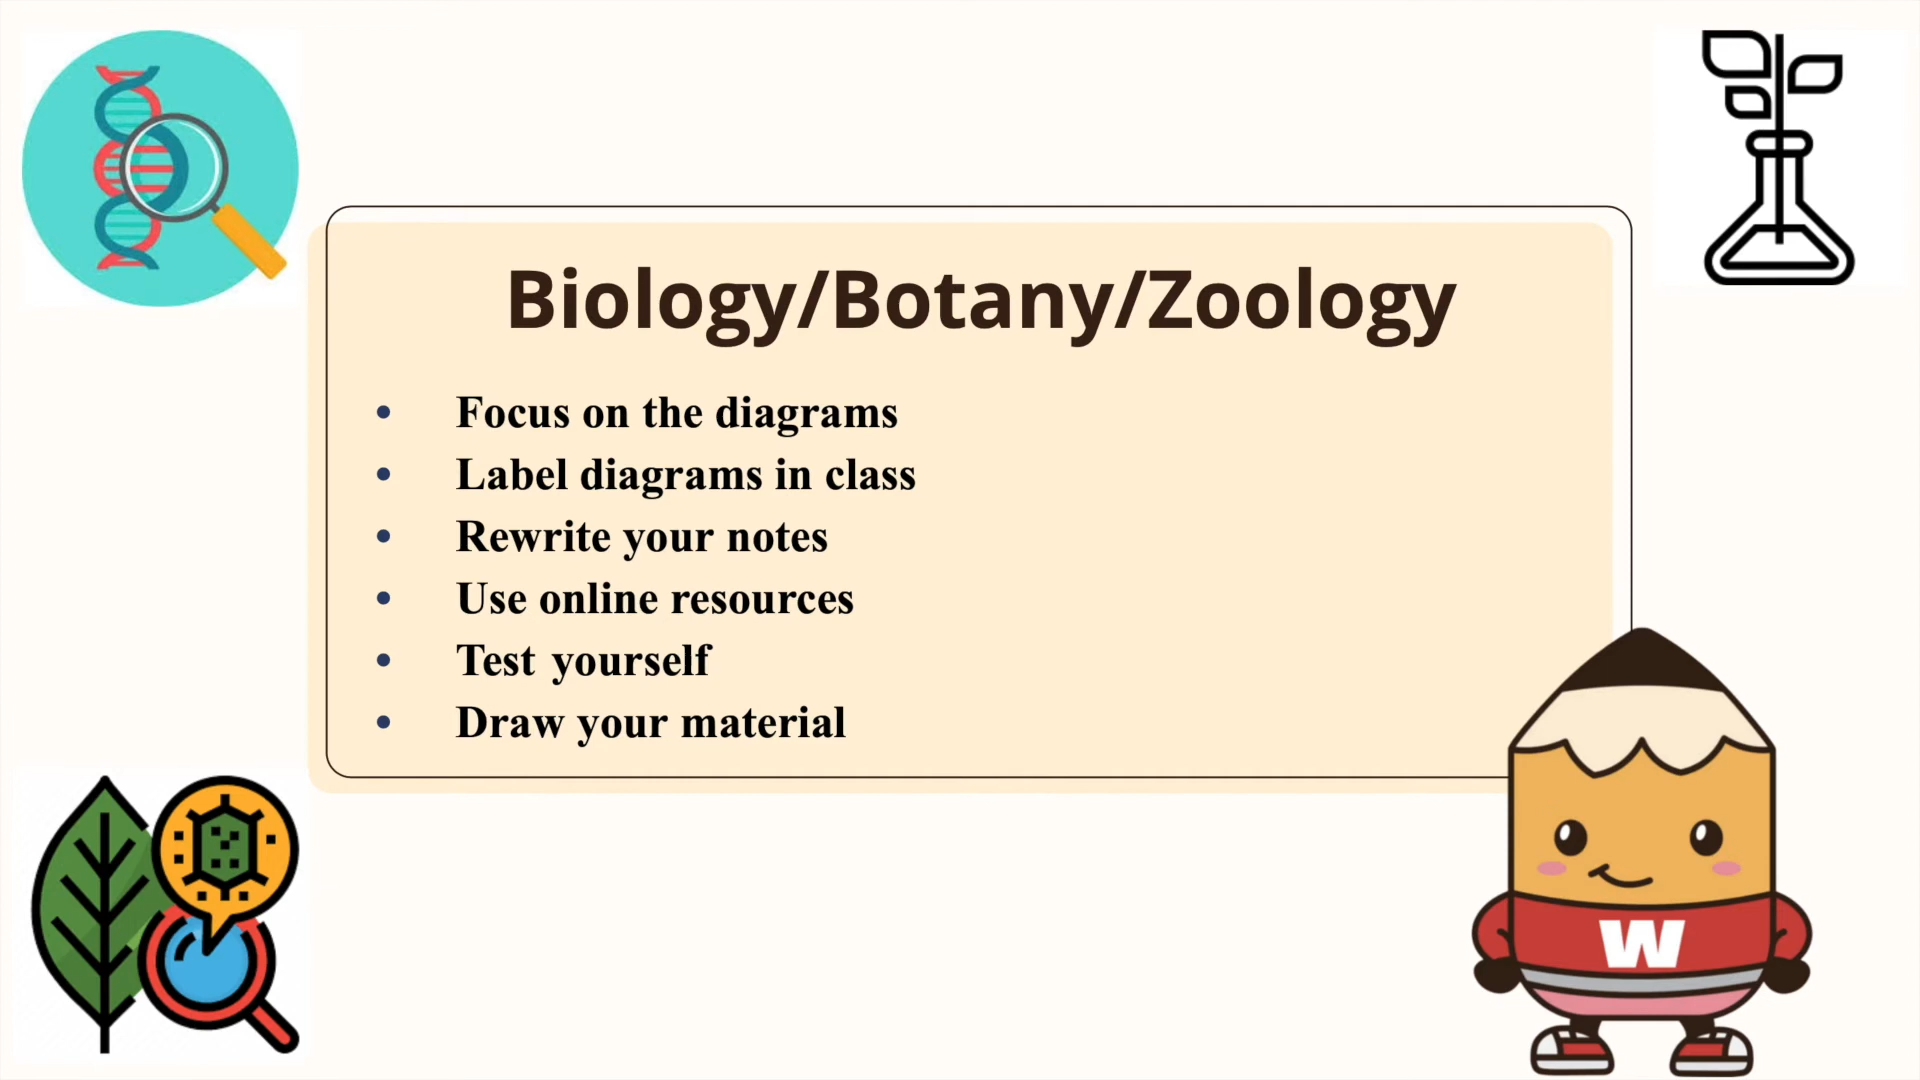 Biology/Botany/Zoology
• Focus on the diagrams
• Label diagrams in class
• Rewrite your notes
• Use online resources
• Test yourself
• Draw your material
W